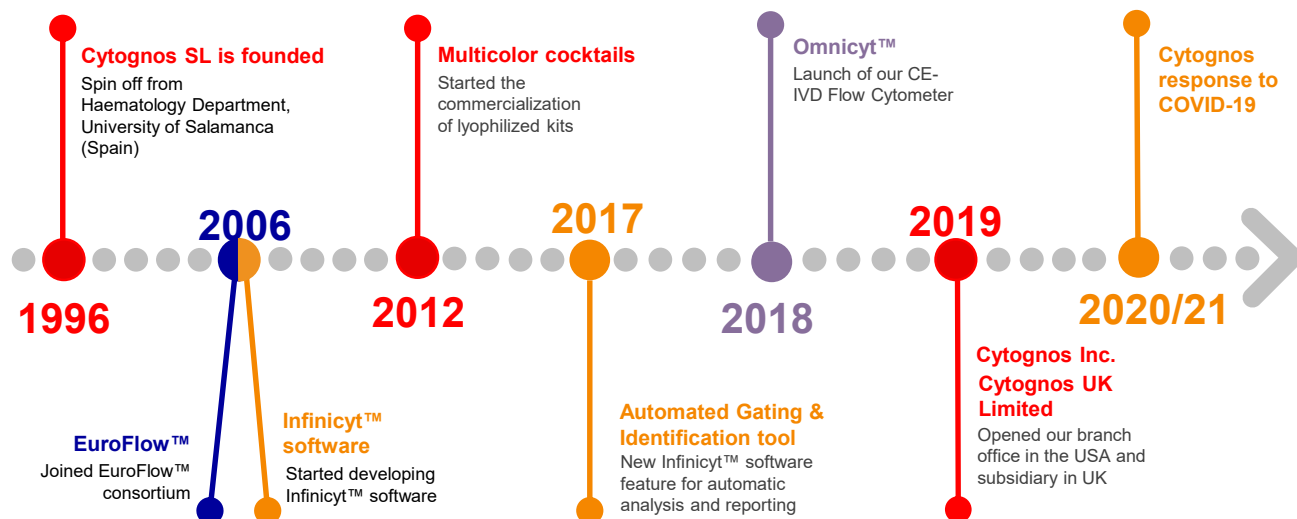 Cytognos SL is founded
Spin off from
Haematology Department,
University of Salamanca
(Spain)
1996
2006
EuroFlow™
Joined EuroFlow™
consortium
Infinicyt™
software
Started developing
Infinicyt™ software
Multicolor cocktails
Started the
commercialization
of lyophilized kits
2012
2017
Automated Gating &
Identification tool
New Infinicyt™ software
feature for automatic
analysis and reporting
Omnicyt™
Launch of our CE-
IVD Flow Cytometer
2018
2019
Cytognos Inc.
Cytognos UK
Limited
Opened our branch
office in the USA and
subsidiary in UK
Cytognos
response to
COVID-19
2020/21